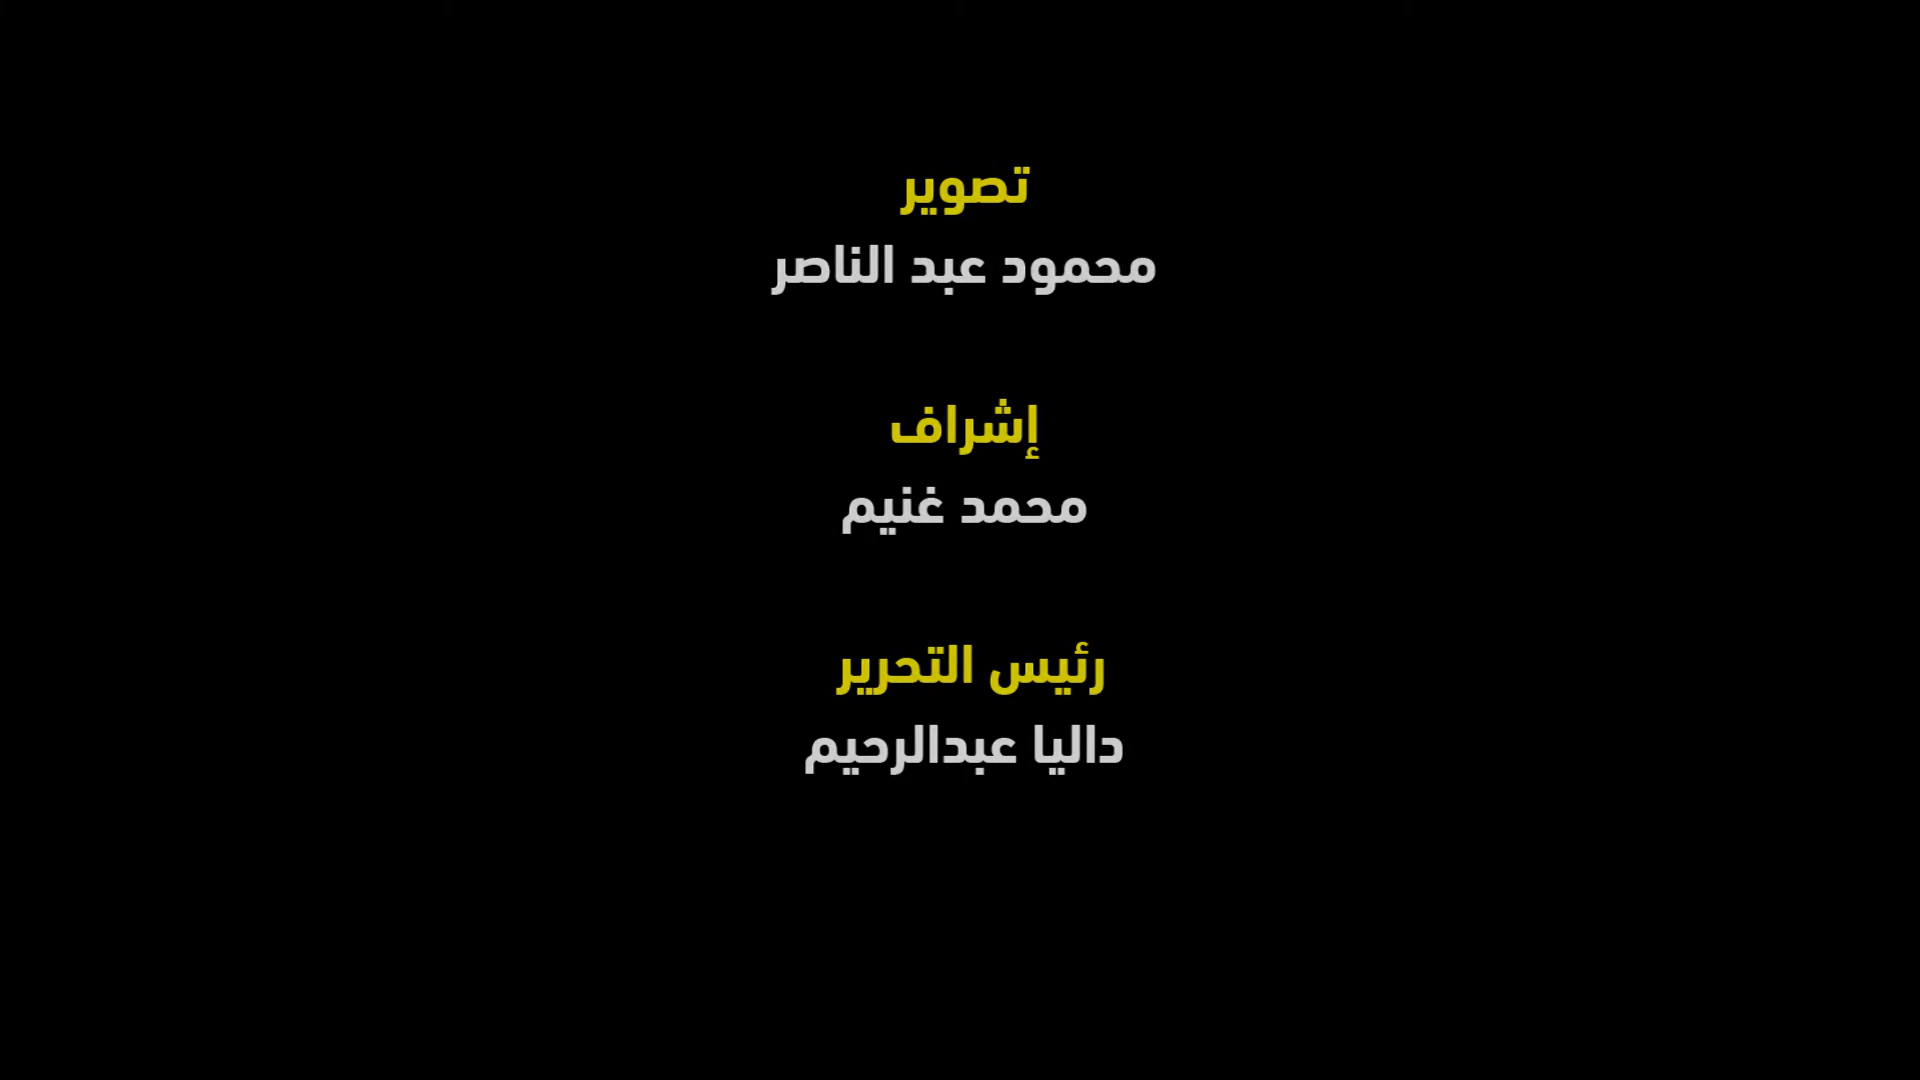 تصوير
محمود عبد الناصر
إشراف
محمد غنيم
رئيس التحرير
داليا عبدالرحيم